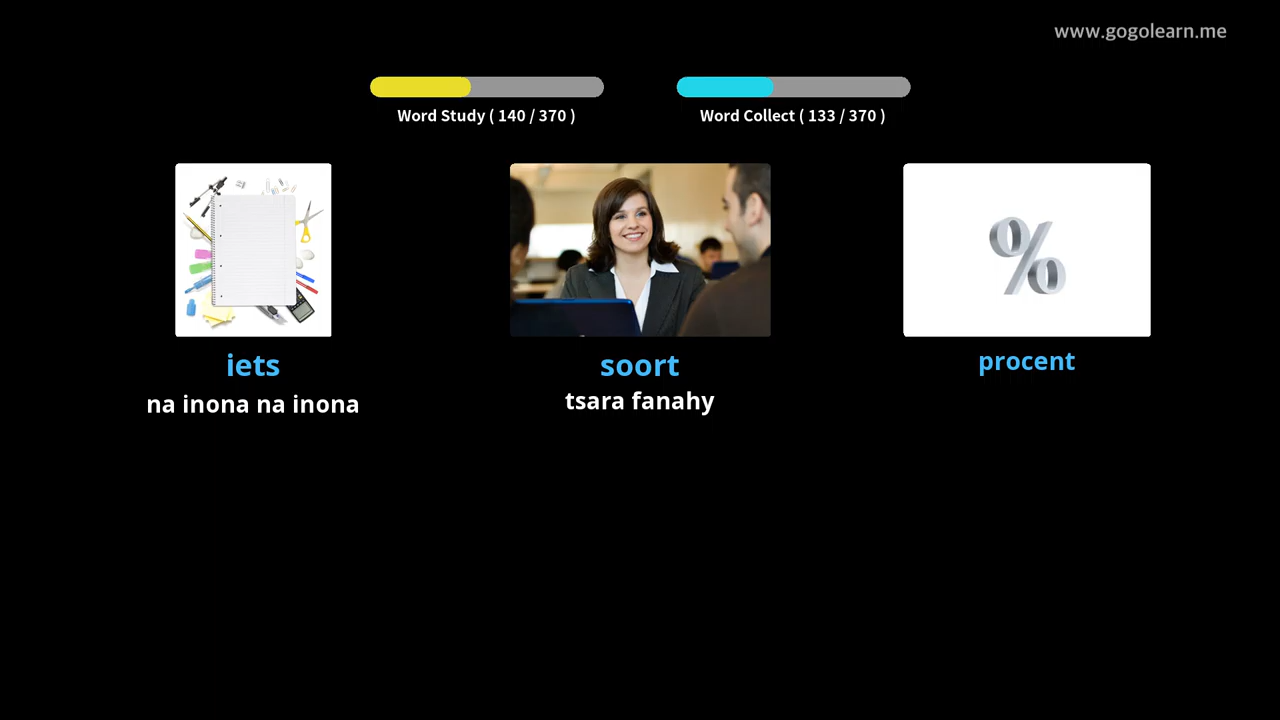 www.gogolearn.me
Word Study ( 140 / 370 )
Word Collect ( 133 / 370 )
%
iets
soort
procent
na inona na inona
tsara fanahy